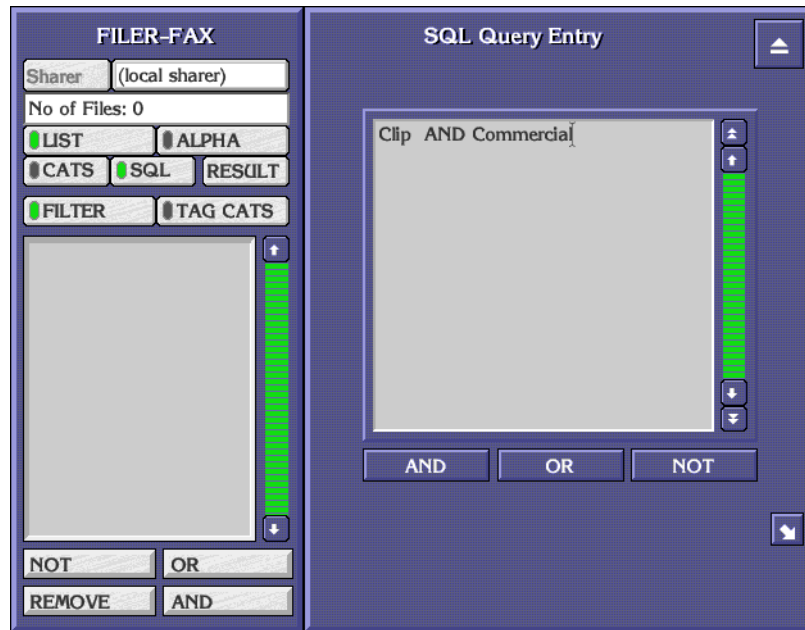 FILER-FAX
Sharer (local sharer)
No of Files: 0
LIST ALPHA
CATS SQL RESULT
FILTER TAG CATS
NOT OR
REMOVE AND
SQL Query Entry
Clip AND Commercial
AND OR NOT